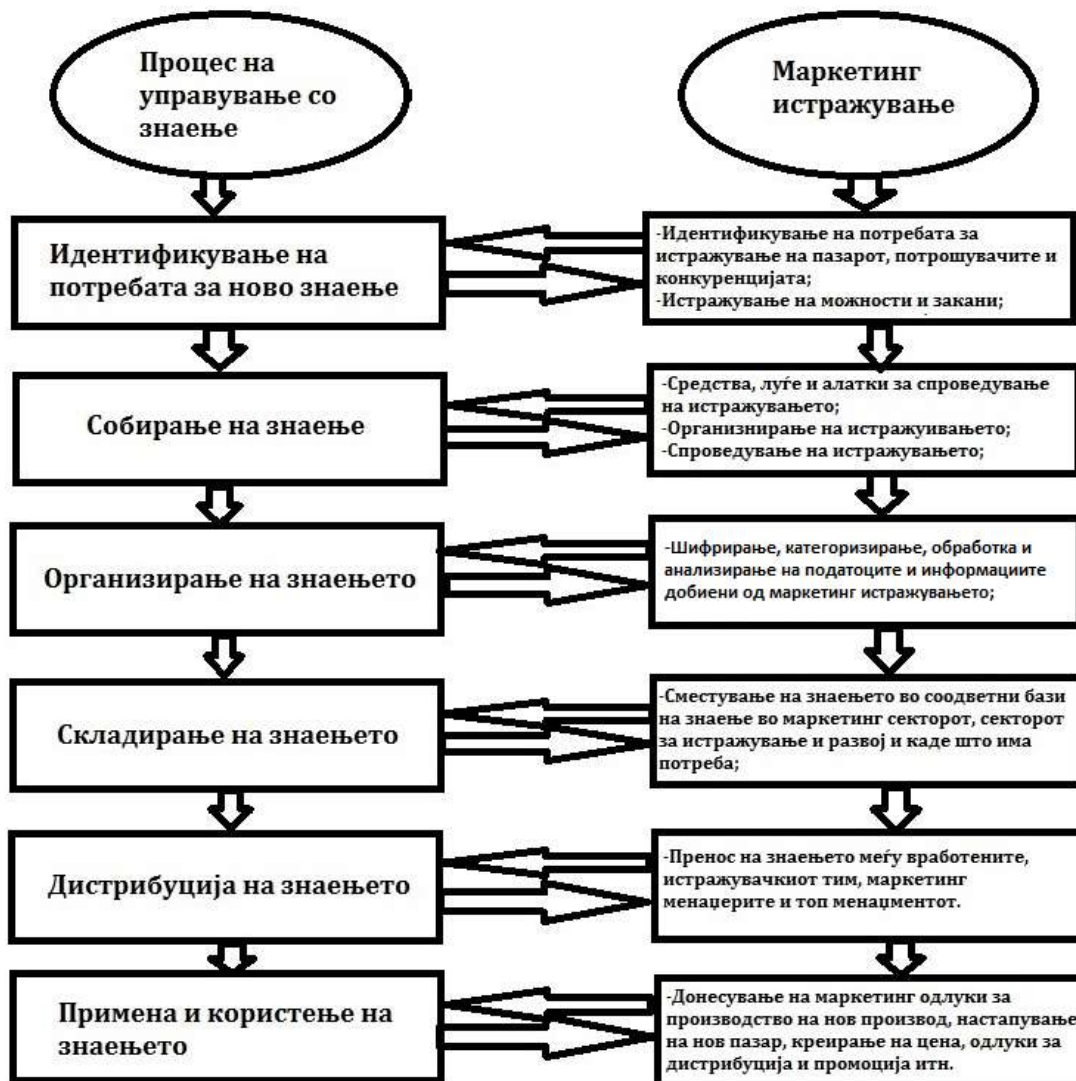 Процес на
управување со
знаење
Маркетинг
истражување
Идентификување на
потребата за ново знаење
-Идентификување на потребата за
истражување на пазарот, потрошувачите и
конкуренцијата;
-Истражување на можности и закани;
Собирање на знаење
-Средства, луѓе и алатки за спроведување
на истражувањето;
-Организнирање на истражуивањето;
-Спроведување на истражувањето;
Организирање на знаењето
-Шифрирање, категоризирање, обработка и
анализирање на податоците и информациите
добиени од маркетинг истражувањето;
Складирање на знаењето
-Сместување на знаењето во соодветни бази
на знаење во маркетинг секторот, секторот
за истражување и развој и каде што има
потреба;
Дистрибуција на знаењето
-Пренос на знаењето меѓу вработените,
истражувачкиот тим, маркетинг
менаџерите и топ менаџментот.
Примена и користење на
знаењето
-Донесување на маркетинг одлуки за
производство на нов производ, настапување
на нов пазар, креирање на цена, одлуки за
дистрибуција и промоција итн.